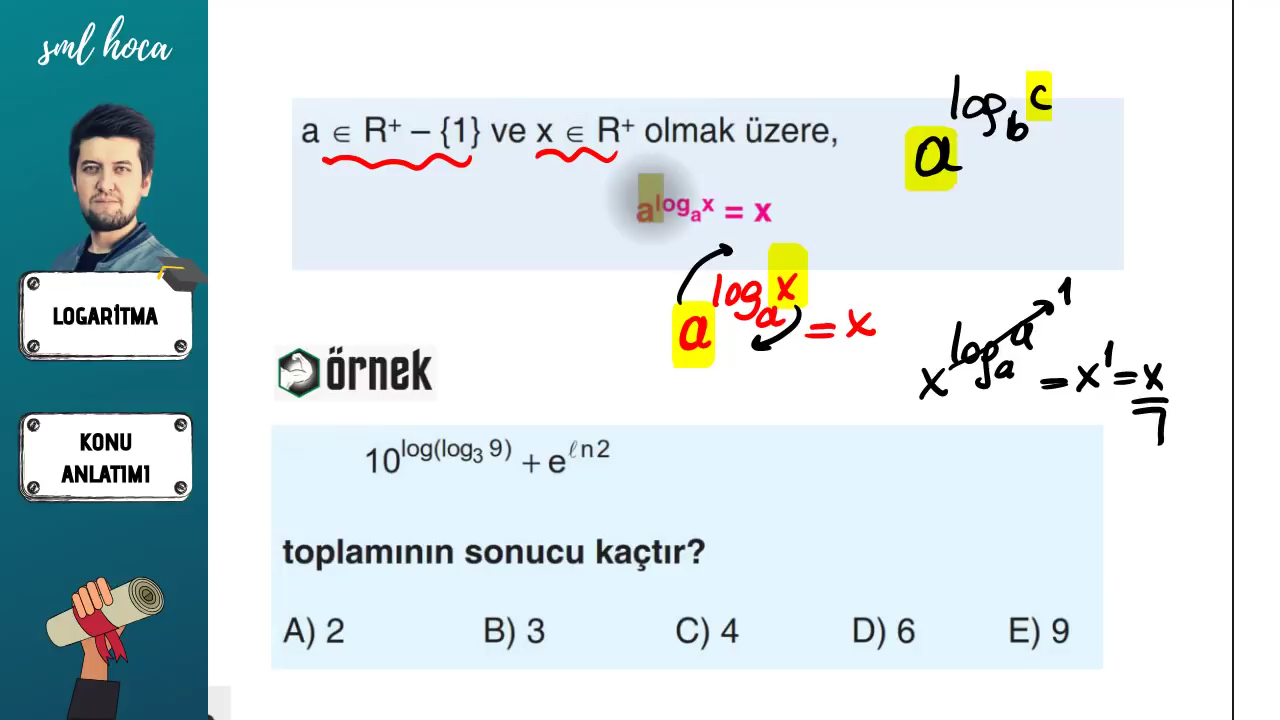 sml hoca
LOGARİTMA
KONU
ANLATIMI
a ∈ R⁺ – {1} ve x ∈ R⁺ olmak üzere,
a^(log_a x) = x
a^(log_b c)
a^(log_a x) = x
x^(log_a a) 1 = x¹ = x
örnek
10^(log(log₃ 9)) + e^(ℓn2)
toplamının sonucu kaçtır?
A) 2 B) 3 C) 4 D) 6 E) 9